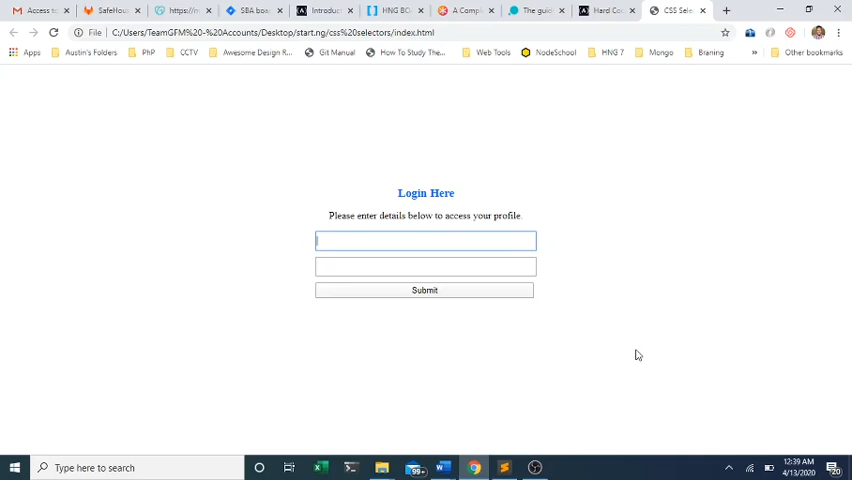 Access to
SafeHou
https://m
SBA boa
Introduc
HNG BO
A Compl
The guid
Hard Co
CSS Sele
File
C:/Users/TeamGFM%20-%20Accounts/Desktop/start.ng/css%20selectors/index.html
Apps
Austin's Folders
PhP
CCTV
Awesome Design R...
Git Manual
How To Study The...
Web Tools
NodeSchool
HNG 7
Mongo
Braning
»
Other bookmarks
Login Here
Please enter details below to access your profile.
Submit
Type here to search
99+
12:39 AM
4/13/2020
20